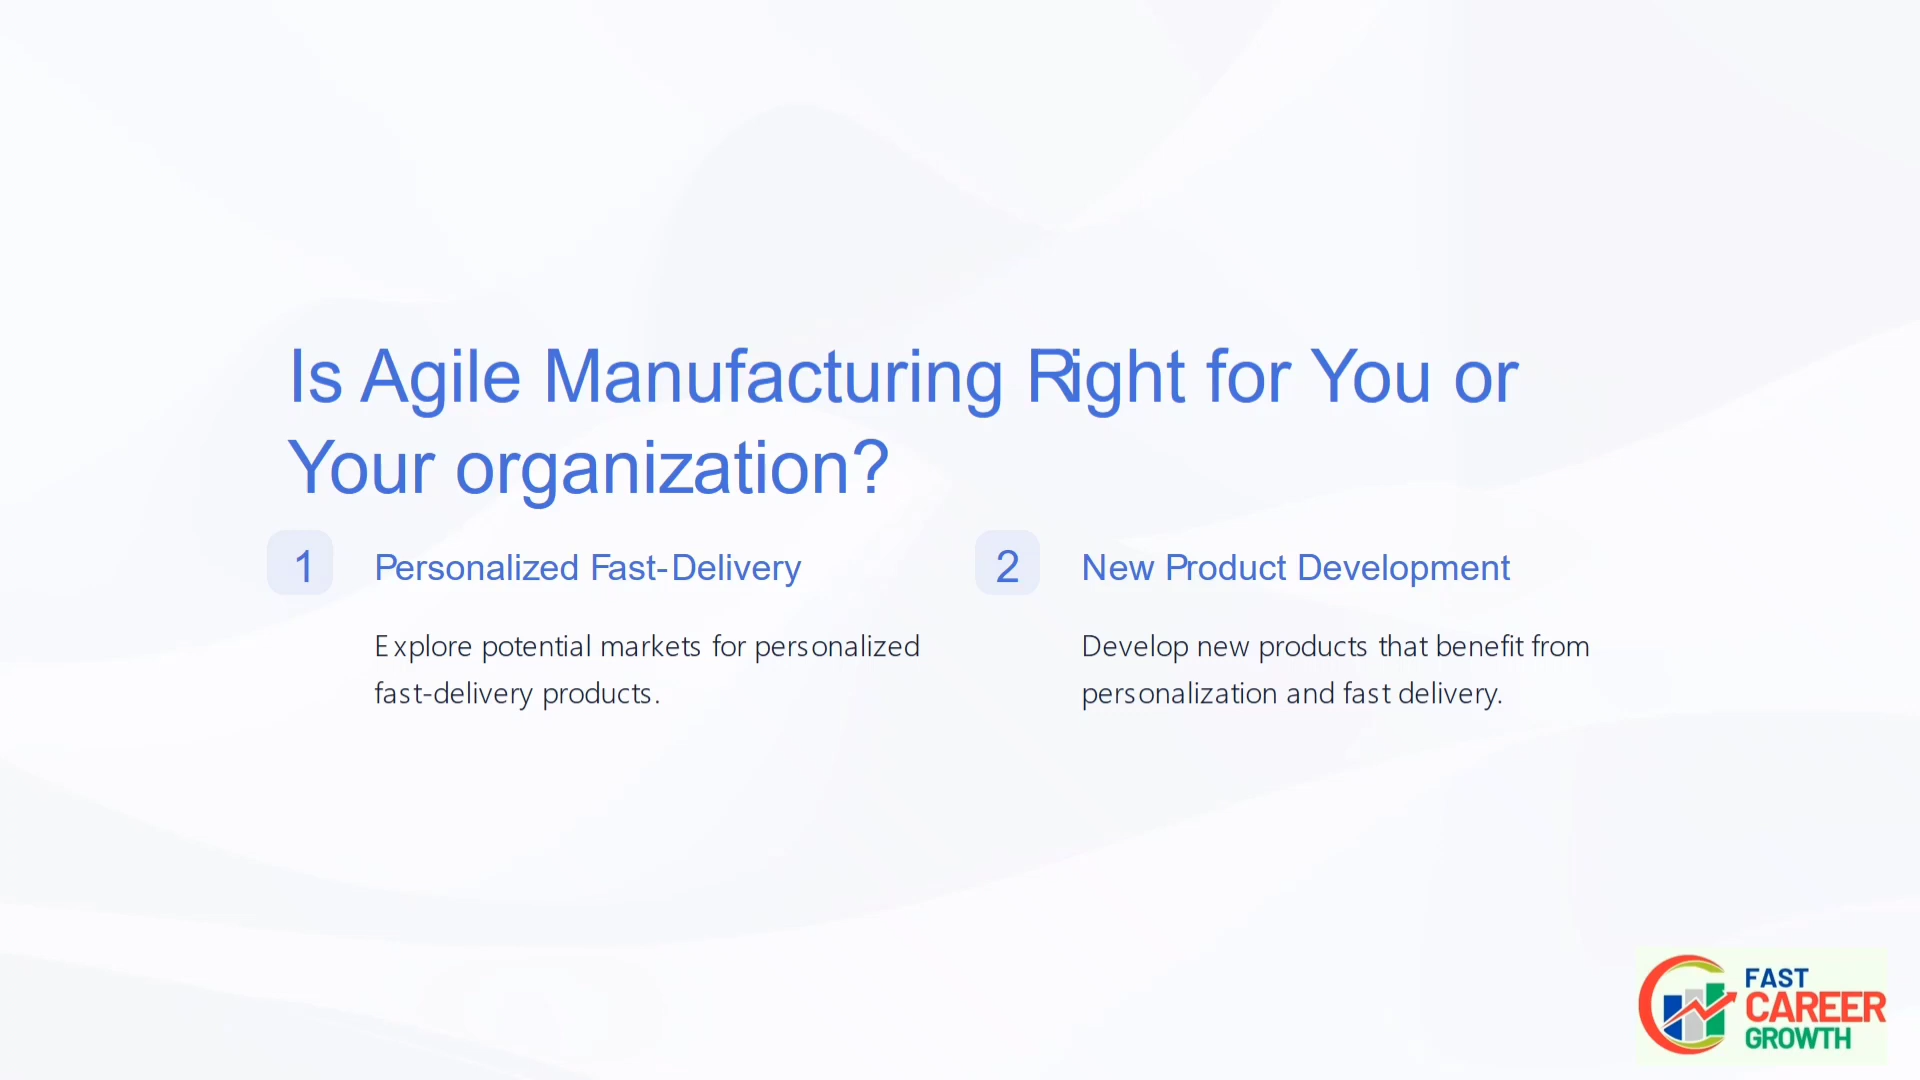 Is Agile Manufacturing Right for You or
Your organization?
1
Personalized Fast-Delivery
Explore potential markets for personalized
fast-delivery products.
2
New Product Development
Develop new products that benefit from
personalization and fast delivery.
FAST
CAREER
GROWTH